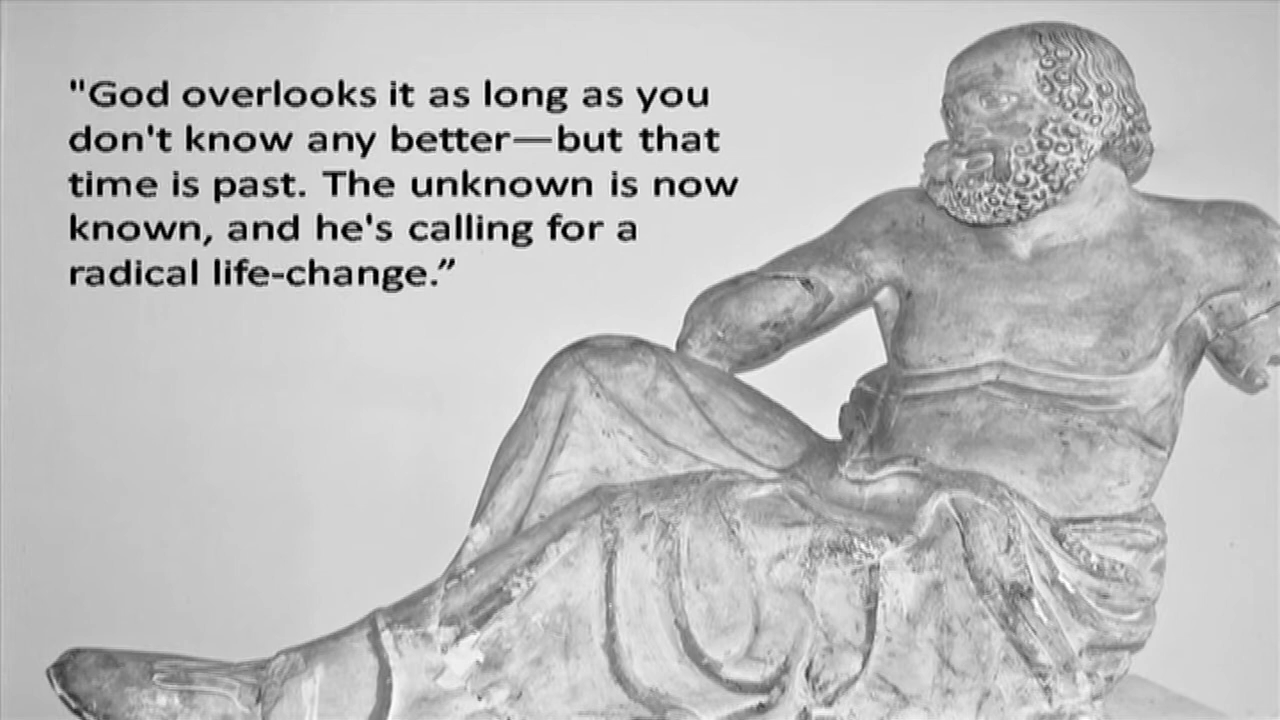 "God overlooks it as long as you
don't know any better—but that
time is past. The unknown is now
known, and he's calling for a
radical life-change.”